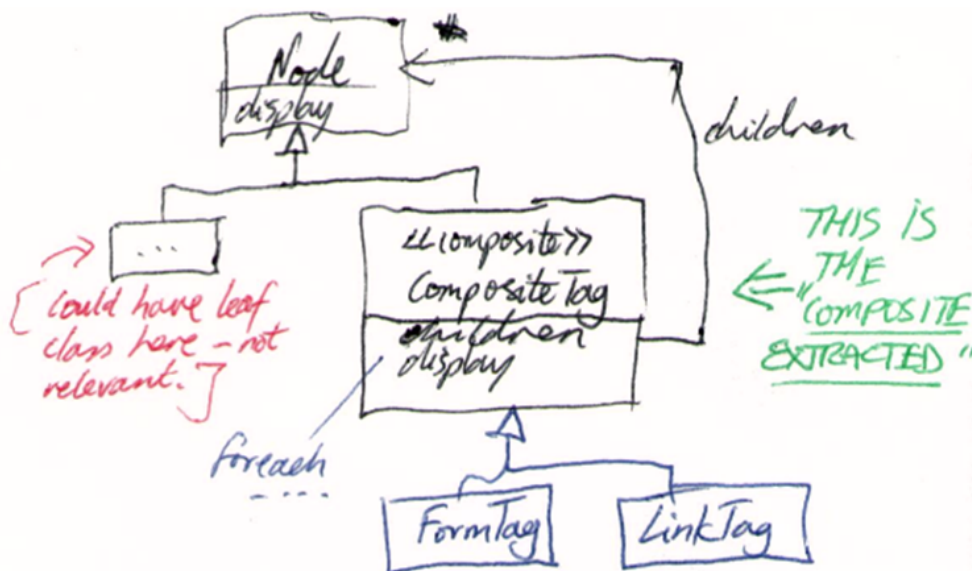 Node
display
*
children
...
<<composite>>
CompositeTag
children
display
THIS IS
THE
"COMPOSITE
EXTRACTED"
[Could have leaf
class here - not
relevant.]
foreach
....
FormTag
LinkTag